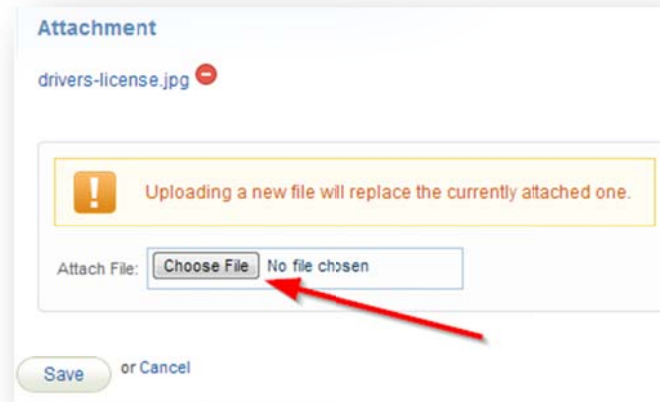 Attachment
drivers-license.jpg
Uploading a new file will replace the currently attached one.
Attach File: Choose File No file chosen
Save or Cancel